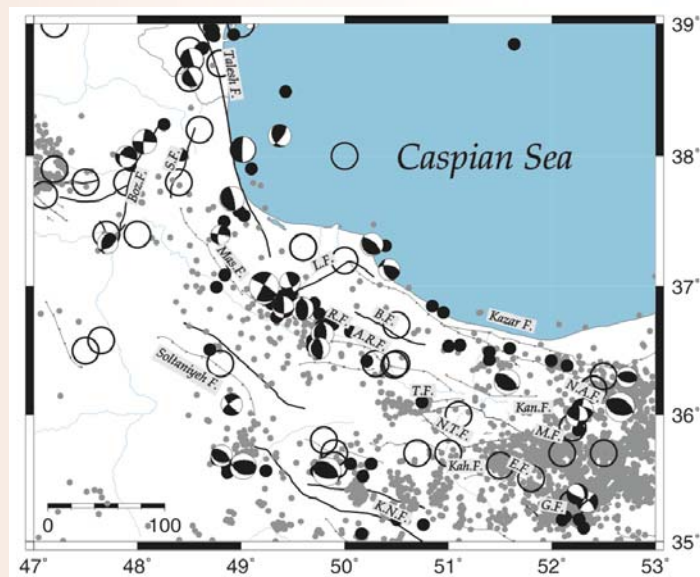 39°
Talesh F.
Caspian Sea
38°
S.F.
Boz.F.
Mas.F.
L.F.
37°
Kazar F.
B.F.
R.F.
A.R.F.
Soltaniyeh F.
T.F.
N.A.F.
Kan.F.
36°
N.T.F.
M.F.
Kah.F.
E.F.
G.F.
K.N.F.
0 100
35°
47° 48° 49° 50° 51° 52° 53°